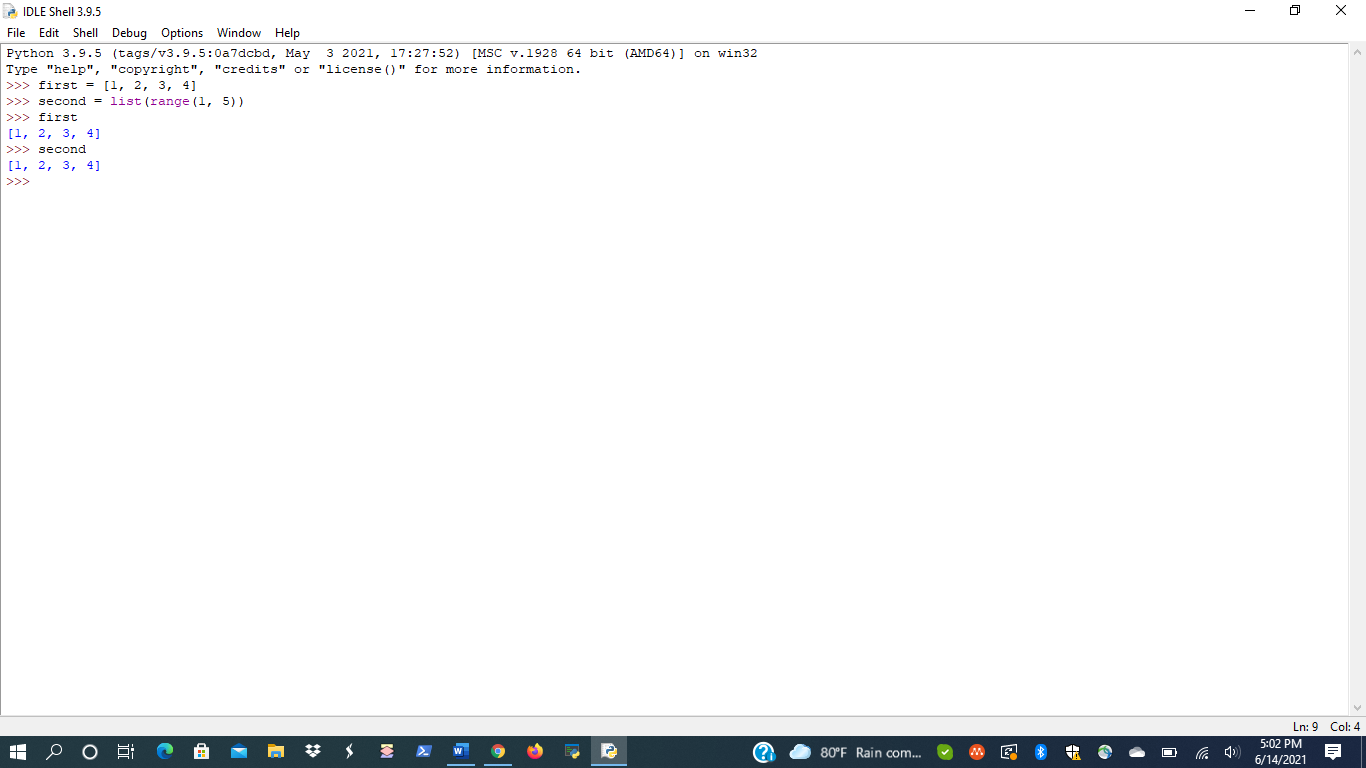 IDLE Shell 3.9.5
File Edit Shell Debug Options Window Help
Python 3.9.5 (tags/v3.9.5:0a7dcbd, May  3 2021, 17:27:52) [MSC v.1928 64 bit (AMD64)] on win32
Type "help", "copyright", "credits" or "license()" for more information.
>>> first = [1, 2, 3, 4]
>>> second = list(range(1, 5))
>>> first
[1, 2, 3, 4]
>>> second
[1, 2, 3, 4]
>>>
Ln: 9 Col: 4
80°F Rain com...
5:02 PM
6/14/2021